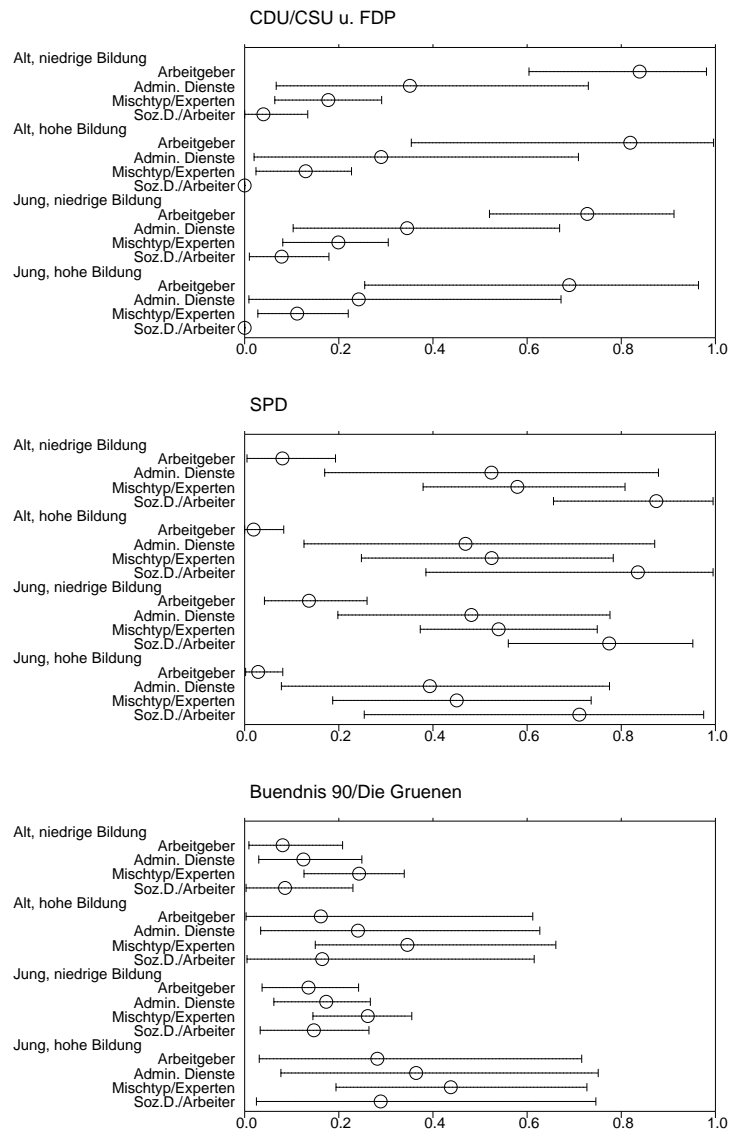 CDU/CSU u. FDP
Alt, niedrige Bildung
Arbeitgeber
Admin. Dienste
Mischtyp/Experten
Soz.D./Arbeiter
Alt, hohe Bildung
Arbeitgeber
Admin. Dienste
Mischtyp/Experten
Soz.D./Arbeiter
Jung, niedrige Bildung
Arbeitgeber
Admin. Dienste
Mischtyp/Experten
Soz.D./Arbeiter
Jung, hohe Bildung
Arbeitgeber
Admin. Dienste
Mischtyp/Experten
Soz.D./Arbeiter
0.0 0.2 0.4 0.6 0.8 1.0
SPD
Alt, niedrige Bildung
Arbeitgeber
Admin. Dienste
Mischtyp/Experten
Soz.D./Arbeiter
Alt, hohe Bildung
Arbeitgeber
Admin. Dienste
Mischtyp/Experten
Soz.D./Arbeiter
Jung, niedrige Bildung
Arbeitgeber
Admin. Dienste
Mischtyp/Experten
Soz.D./Arbeiter
Jung, hohe Bildung
Arbeitgeber
Admin. Dienste
Mischtyp/Experten
Soz.D./Arbeiter
0.0 0.2 0.4 0.6 0.8 1.0
Buendnis 90/Die Gruenen
Alt, niedrige Bildung
Arbeitgeber
Admin. Dienste
Mischtyp/Experten
Soz.D./Arbeiter
Alt, hohe Bildung
Arbeitgeber
Admin. Dienste
Mischtyp/Experten
Soz.D./Arbeiter
Jung, niedrige Bildung
Arbeitgeber
Admin. Dienste
Mischtyp/Experten
Soz.D./Arbeiter
Jung, hohe Bildung
Arbeitgeber
Admin. Dienste
Mischtyp/Experten
Soz.D./Arbeiter
0.0 0.2 0.4 0.6 0.8 1.0